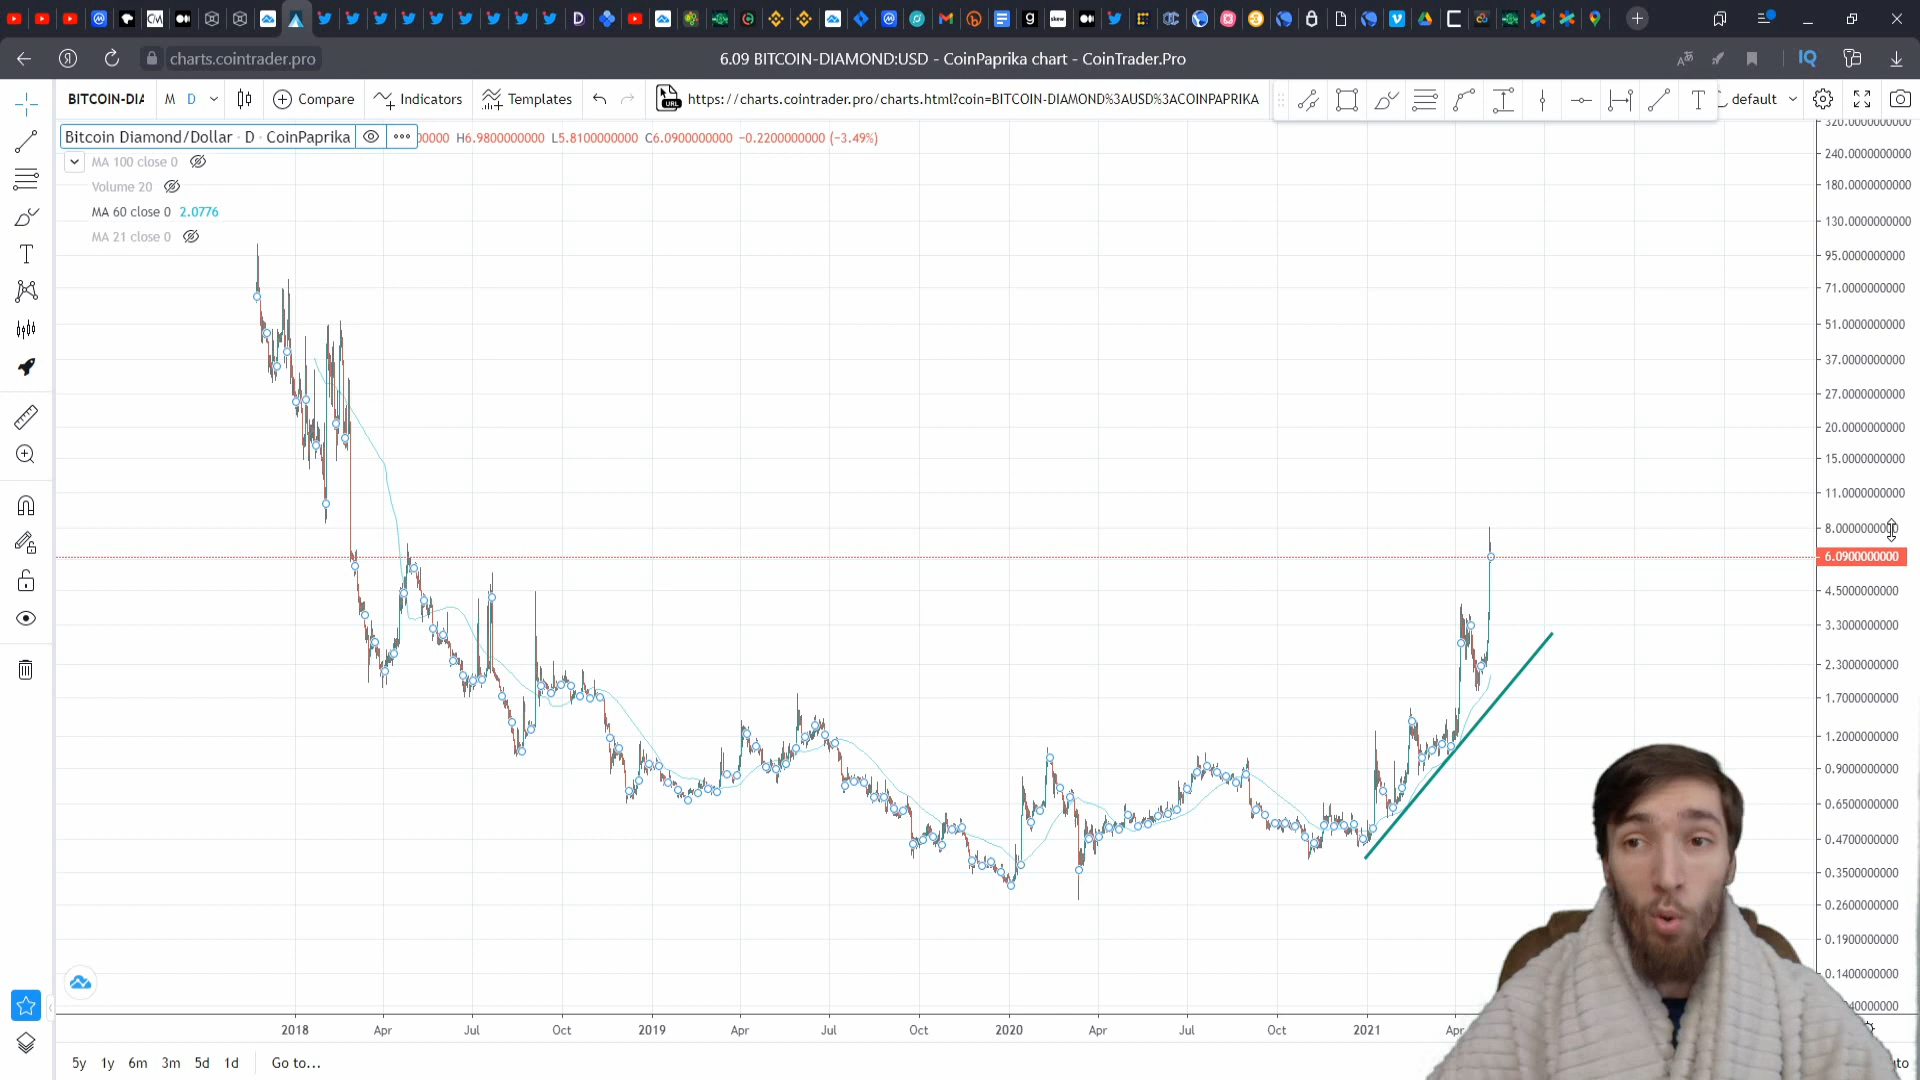 charts.cointrader.pro
6.09 BITCOIN-DIAMOND:USD - CoinPaprika chart - CoinTrader.Pro
BITCOIN-DIA M D Compare Indicators Templates URL https://charts.cointrader.pro/charts.html?coin=BITCOIN-DIAMOND%3AUSD%3ACOINPAPRIKA default
Bitcoin Diamond/Dollar · D · CoinPaprika 00000 H6.9800000000 L5.8100000000 C6.0900000000 −0.2200000000 (−3.49%)
MA 100 close 0
Volume 20
MA 60 close 0 2.0776
MA 21 close 0
320.0000000000
240.0000000000
180.0000000000
130.0000000000
95.0000000000
71.0000000000
51.0000000000
37.0000000000
27.0000000000
20.0000000000
15.0000000000
11.0000000000
8.0000000000
6.0900000000
4.5000000000
3.3000000000
2.3000000000
1.7000000000
1.2000000000
0.9000000000
0.6500000000
0.4700000000
0.3500000000
0.2600000000
0.1900000000
0.1400000000
40000000
2018 Apr Jul Oct 2019 Apr Jul Oct 2020 Apr Jul Oct 2021 Apr
5y 1y 6m 3m 5d 1d Go to...